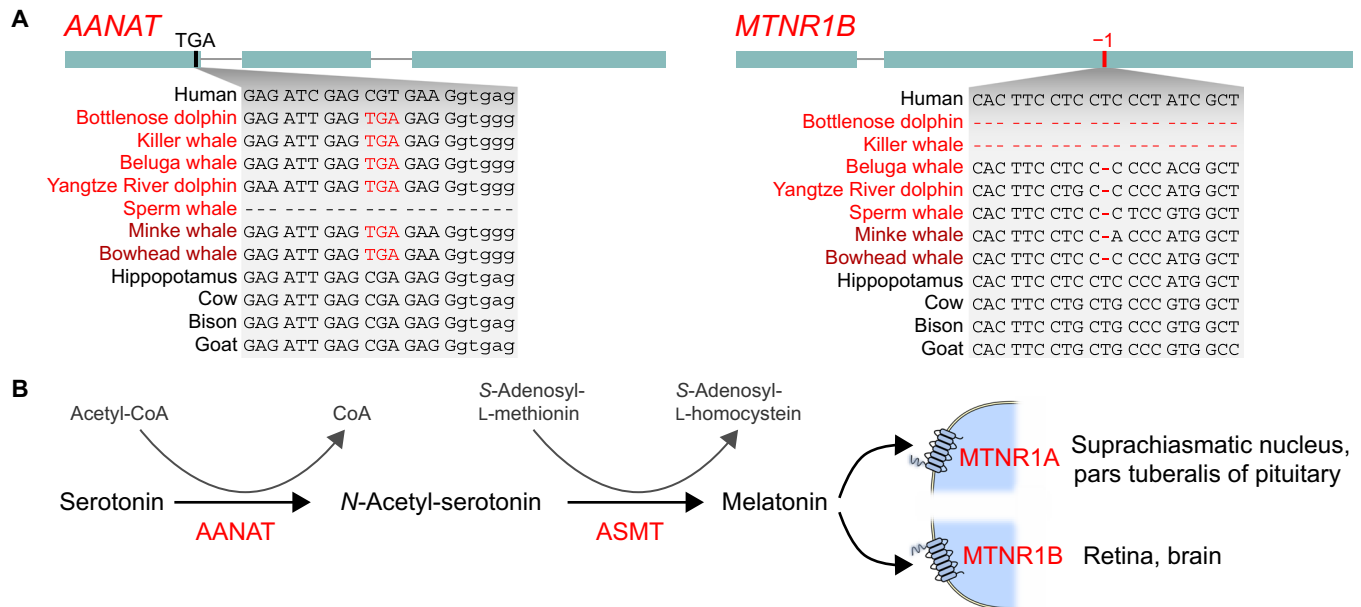 A
AANAT
TGA
Human GAG ATC GAG CGT GAA Ggtgag
Bottlenose dolphin GAG ATT GAG TGA GAG Ggtggg
Killer whale GAG ATT GAG TGA GAG Ggtggg
Beluga whale GAG ATT GAG TGA GAG Ggtggg
Yangtze River dolphin GAA ATT GAG TGA GAG Ggtggg
Sperm whale --- --- --- --- --- -------
Minke whale GAG ATT GAG TGA GAA Ggtggg
Bowhead whale GAG ATT GAG TGA GAA Ggtggg
Hippopotamus GAG ATT GAG CGA GAG Ggtgag
Cow GAG ATT GAG CGA GAG Ggtgag
Bison GAG ATT GAG CGA GAG Ggtgag
Goat GAG ATT GAG CGA GAG Ggtgag
MTNR1B
−1
Human CAC TTC CTC CTC CCT ATC GCT
Bottlenose dolphin --- --- --- --- --- --- ---
Killer whale --- --- --- --- --- --- ---
Beluga whale CAC TTC CTC C-C CCC ACG GCT
Yangtze River dolphin CAC TTC CTG C-C CCC ATG GCT
Sperm whale CAC TTC CTC C-C TCC GTG GCT
Minke whale CAC TTC CTC C-A CCC ATG GCT
Bowhead whale CAC TTC CTC C-C CCC ATG GCT
Hippopotamus CAC TTC CTC CTC CCC ATG GCT
Cow CAC TTC CTG CTG CCC GTG GCT
Bison CAC TTC CTG CTG CCC GTG GCT
Goat CAC TTC CTG CTG CCC GTG GCC
B
Acetyl-CoA
CoA
S-Adenosyl-
L-methionin
S-Adenosyl-
L-homocystein
Serotonin
AANAT
N-Acetyl-serotonin
ASMT
Melatonin
MTNR1A
Suprachiasmatic nucleus,
pars tuberalis of pituitary
MTNR1B
Retina, brain